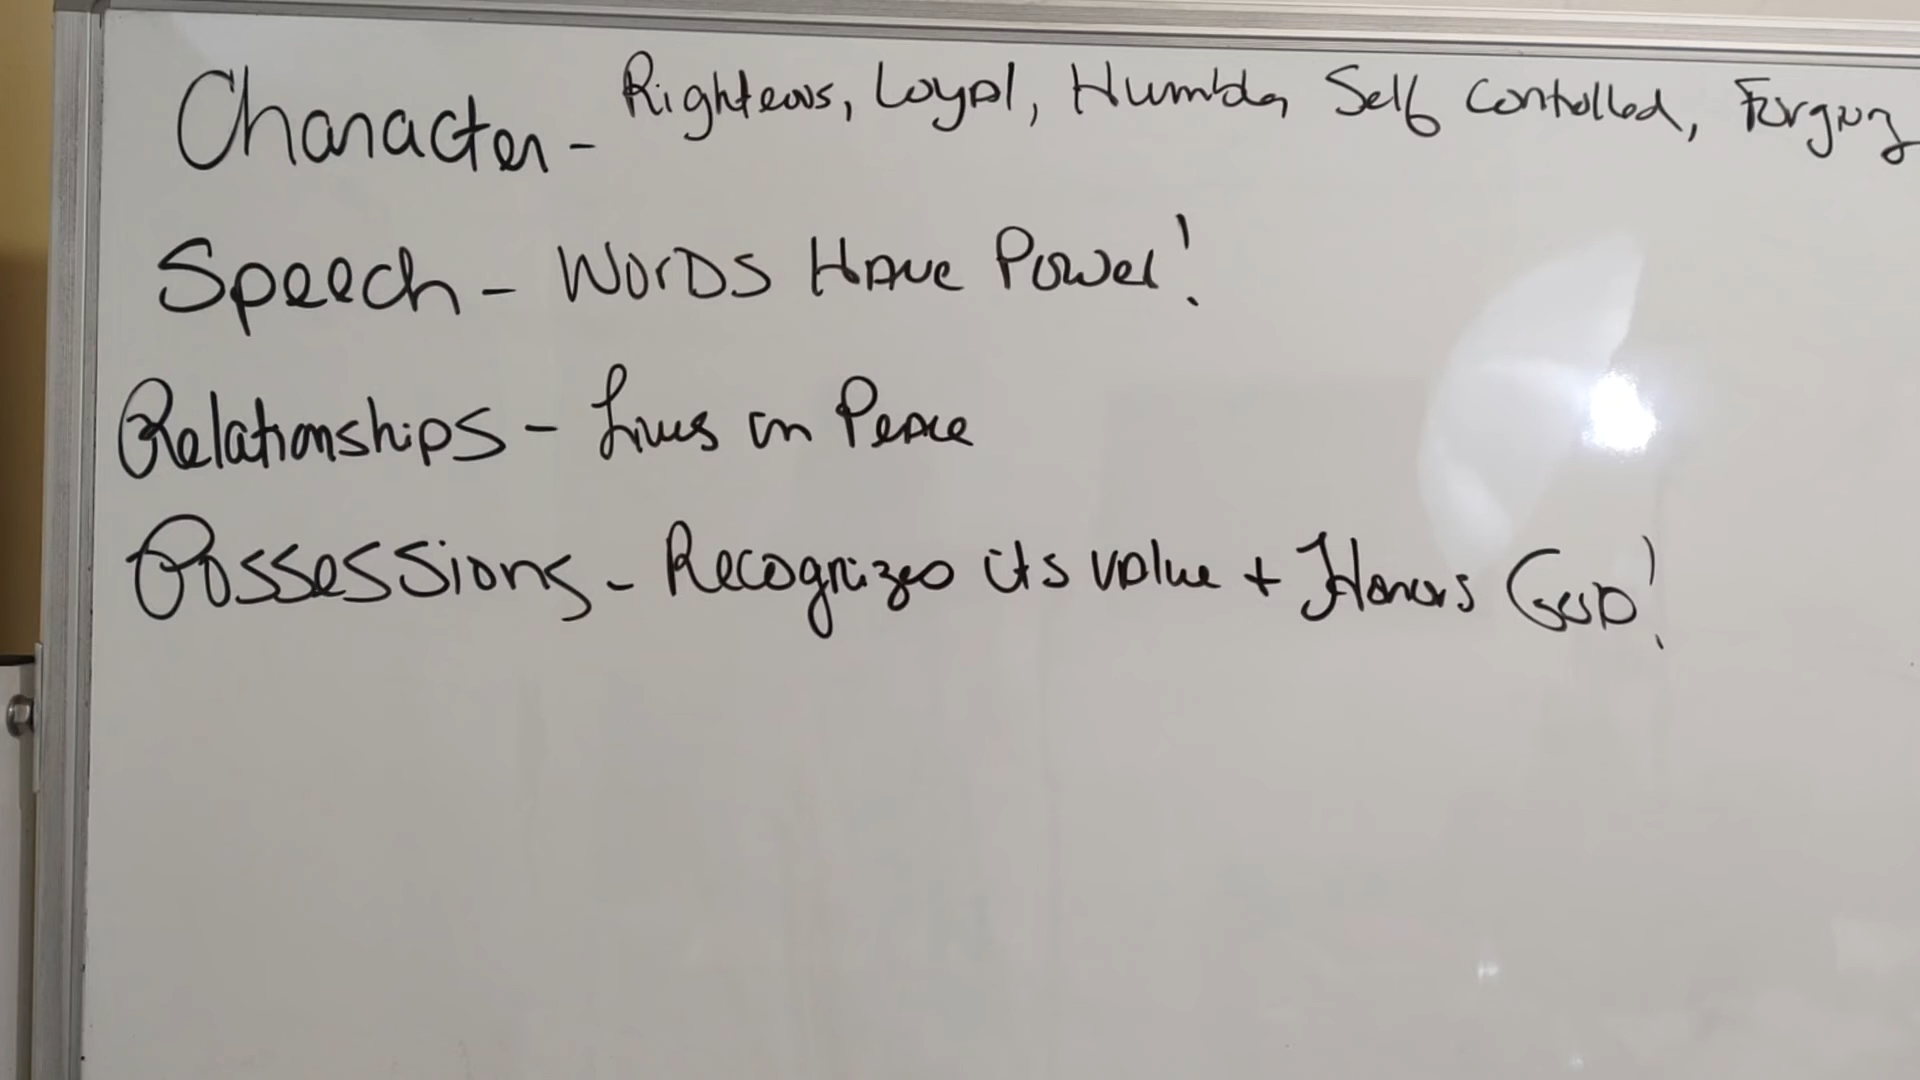 Character - Righteous, Loyal, Humble, Self Controlled, Forgiving
Speech - Words Have Power!
Relationships - Lives in Peace
Possessions - Recognizes its value + Honors God!